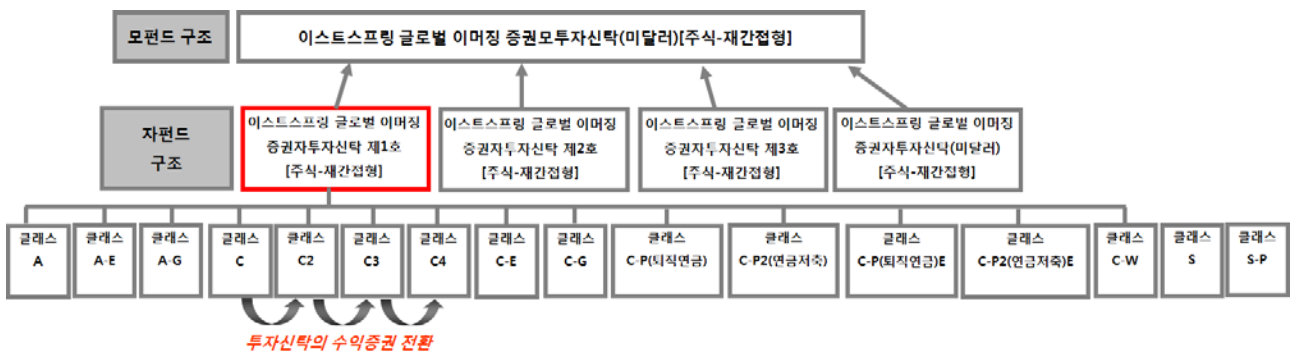 모펀드 구조
이스트스프링 글로벌 이머징 증권모투자신탁(미달러)[주식-재간접형]
자펀드
구조
이스트스프링 글로벌 이머징
증권자투자신탁 제1호
[주식-재간접형]
이스트스프링 글로벌 이머징
증권자투자신탁 제2호
[주식-재간접형]
이스트스프링 글로벌 이머징
증권자투자신탁 제3호
[주식-재간접형]
이스트스프링 글로벌 이머징
증권자투자신탁(미달러)
[주식-재간접형]
클래스
A
클래스
A-E
클래스
A-G
클래스
C
클래스
C2
클래스
C3
클래스
C4
클래스
C-E
클래스
C-G
클래스
C-P(퇴직연금)
클래스
C-P2(연금저축)
클래스
C-P(퇴직연금)E
클래스
C-P2(연금저축)E
클래스
C-W
클래스
S
클래스
S-P
투자신탁의 수익증권 전환